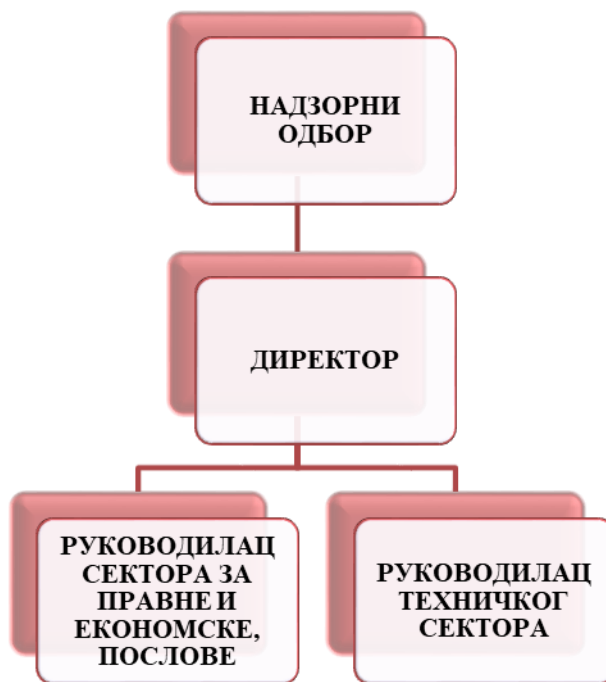 НАДЗОРНИ
ОДБОР
ДИРЕКТОР
РУКОВОДИЛАЦ
СЕКТОРА ЗА
ПРАВНЕ И
ЕКОНОМСКЕ,
ПОСЛОВЕ
РУКОВОДИЛАЦ
ТЕХНИЧКОГ
СЕКТОРА